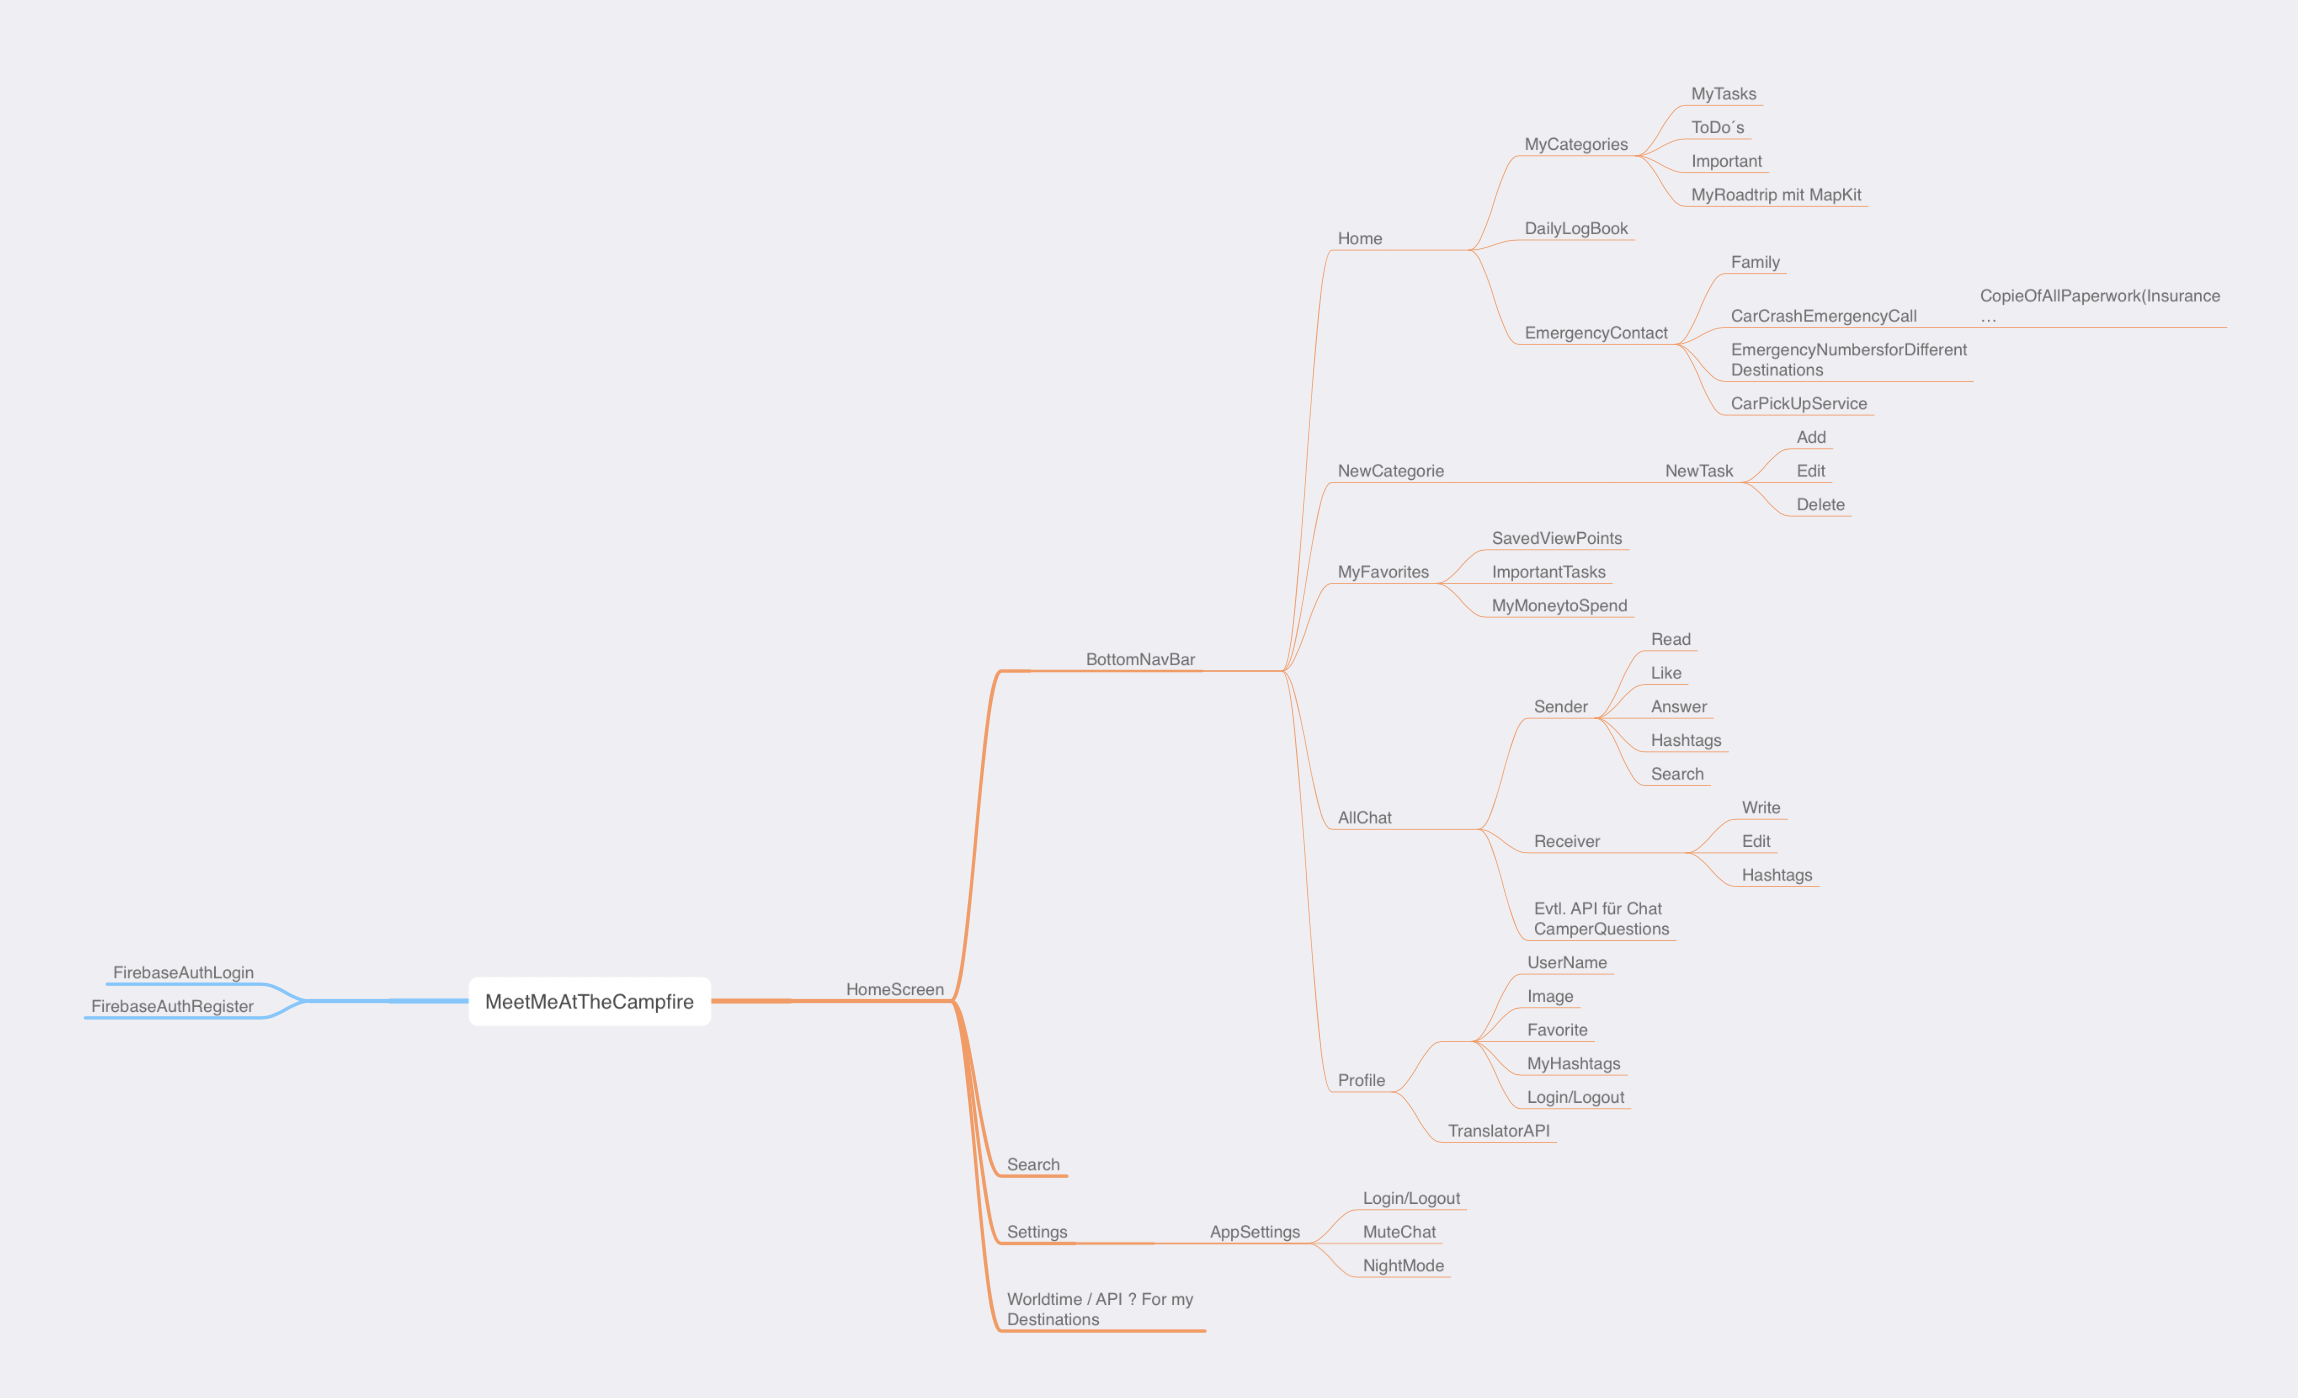 MyTasks
ToDo´s
MyCategories
Important
MyRoadtrip mit MapKit
DailyLogBook
Home
Family
CopieOfAllPaperwork(Insurance
…
CarCrashEmergencyCall
EmergencyContact
EmergencyNumbersforDifferent
Destinations
CarPickUpService
Add
NewCategorie
NewTask
Edit
Delete
SavedViewPoints
MyFavorites
ImportantTasks
MyMoneytoSpend
Read
BottomNavBar
Like
Sender
Answer
Hashtags
Search
Write
AllChat
Receiver
Edit
Hashtags
Evtl. API für Chat
CamperQuestions
UserName
FirebaseAuthLogin
FirebaseAuthRegister
MeetMeAtTheCampfire
HomeScreen
Image
Favorite
MyHashtags
Profile
Login/Logout
TranslatorAPI
Search
Login/Logout
Settings
AppSettings
MuteChat
NightMode
Worldtime / API ? For my
Destinations